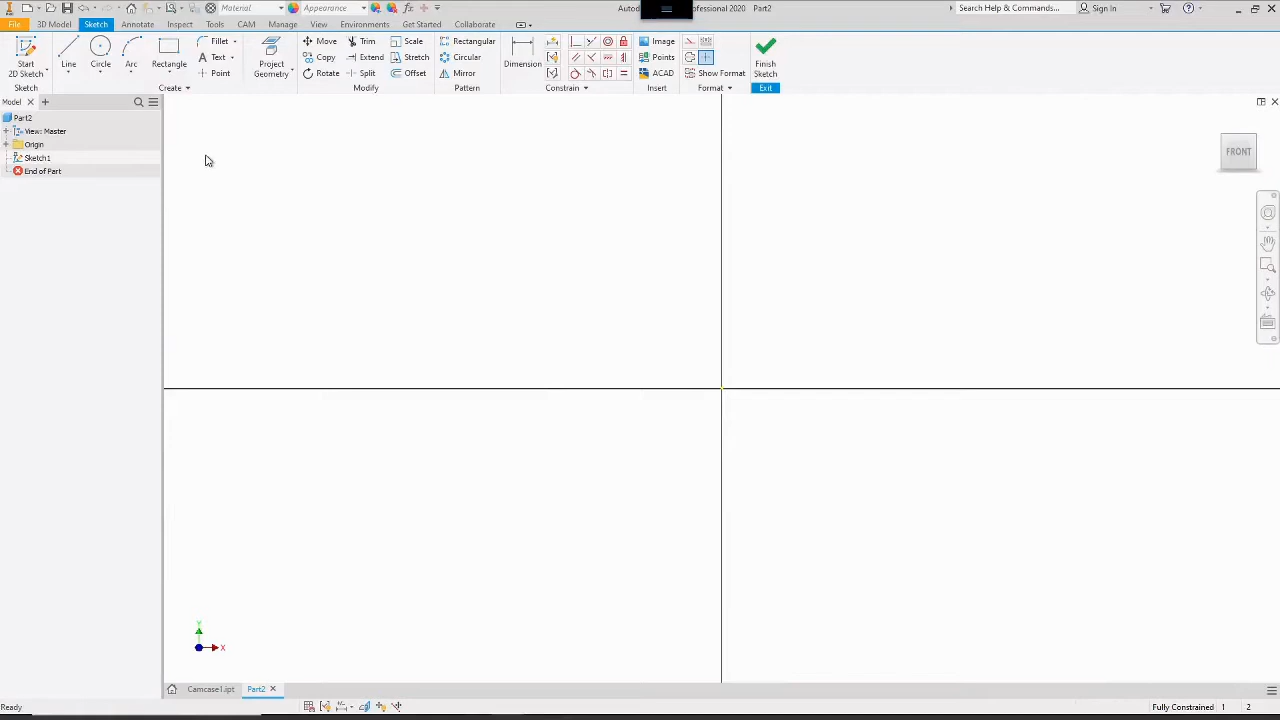 Material Appearance Autod rofessional 2020 Part2 Search Help & Commands... Sign In
File 3D Model Sketch Annotate Inspect Tools CAM Manage View Environments Get Started Collaborate
Start 2D Sketch Line Circle Arc Rectangle Fillet Text Point Project Geometry
Move Copy Rotate Trim Extend Split Scale Stretch Offset
Rectangular Circular Mirror Dimension
Image Points ACAD Show Format Finish Sketch
Sketch Create Modify Pattern Constrain Insert Format Exit
Model
Part2
View: Master
Origin
Sketch1
End of Part
FRONT
Y
X
Camcase1.ipt Part2
Ready Fully Constrained 1 2